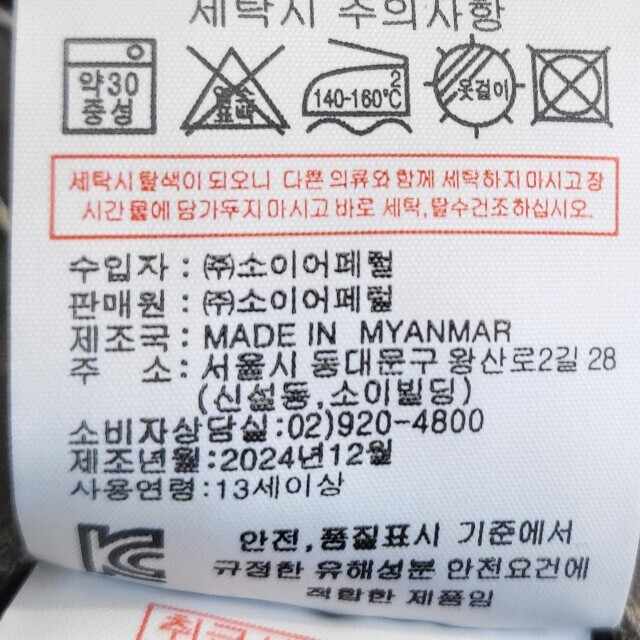 세탁시 주의사항
약30
중성
염소
표백
2
140-160℃
옷걸이
세탁시 탈색이 되오니 다른 의류와 함께 세탁하지마시고 장
시간 물에 담가두지 마시고 바로 세탁,탈수건조하십시오.
수입자 : ㈜소이어페럴
판매원 : ㈜소이어페럴
제조국 : MADE IN MYANMAR
주 소 : 서울시 동대문구 왕산로2길 28
(신설동,소이빌딩)
소비자상담실:02)920-4800
제조년월:2024년12월
사용연령:13세이상
안전,품질표시 기준에서
규정한 유해성분 안전요건에
적합한 제품임